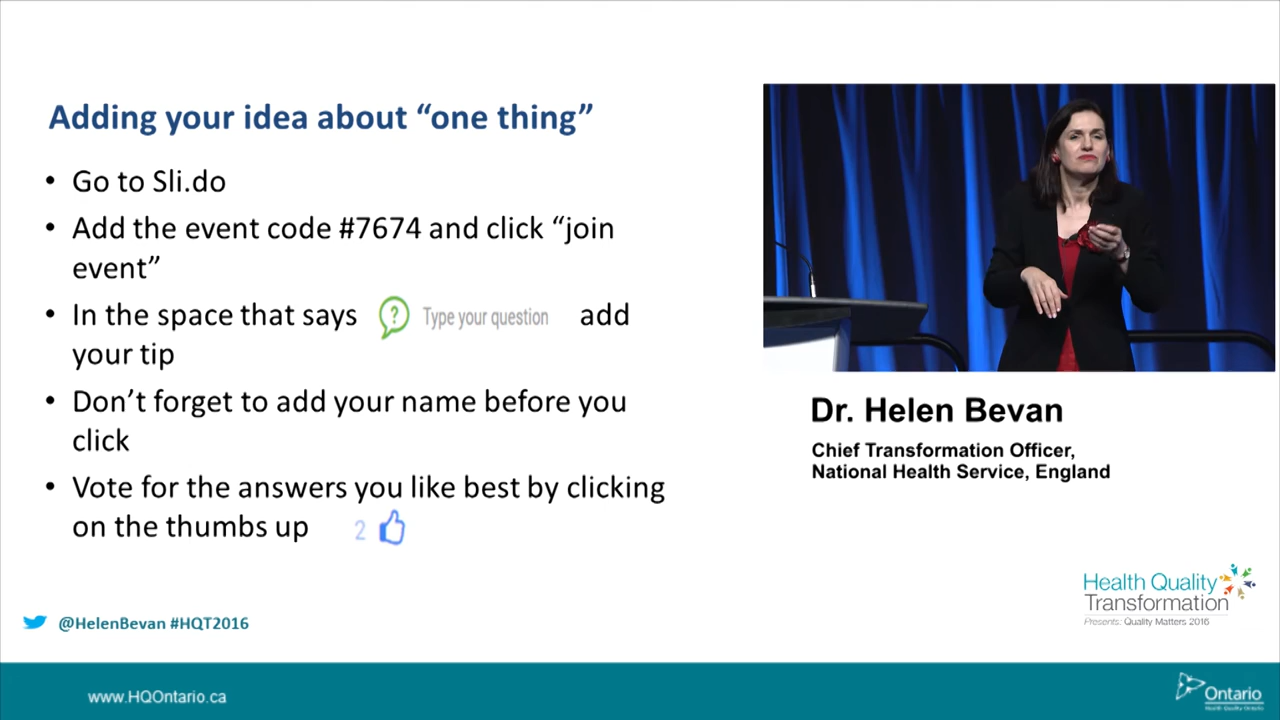 Adding your idea about “one thing”
• Go to Sli.do
• Add the event code #7674 and click “join
event”
• In the space that says ? Type your question add
your tip
• Don’t forget to add your name before you
click
• Vote for the answers you like best by clicking
on the thumbs up 2
@HelenBevan #HQT2016
Dr. Helen Bevan
Chief Transformation Officer,
National Health Service, England
Health Quality
Transformation
Presents: Quality Matters 2016
www.HQOntario.ca
Ontario
Health Quality Ontario